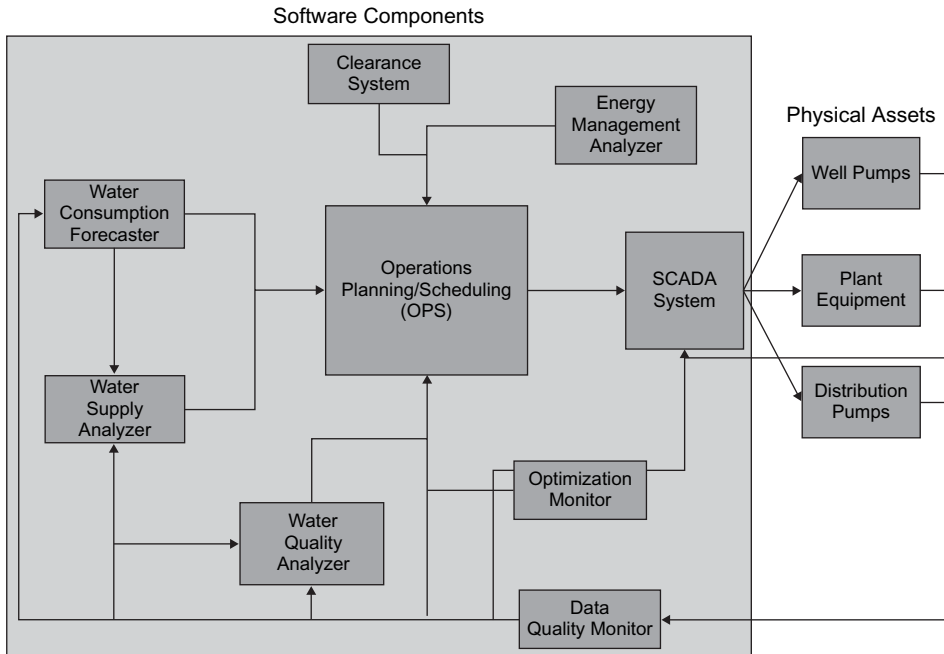 Software Components
Clearance
System
Energy
Management
Analyzer
Physical Assets
Well Pumps
Water
Consumption
Forecaster
Operations
Planning/Scheduling
(OPS)
SCADA
System
Plant
Equipment
Water
Supply
Analyzer
Distribution
Pumps
Optimization
Monitor
Water
Quality
Analyzer
Data
Quality Monitor